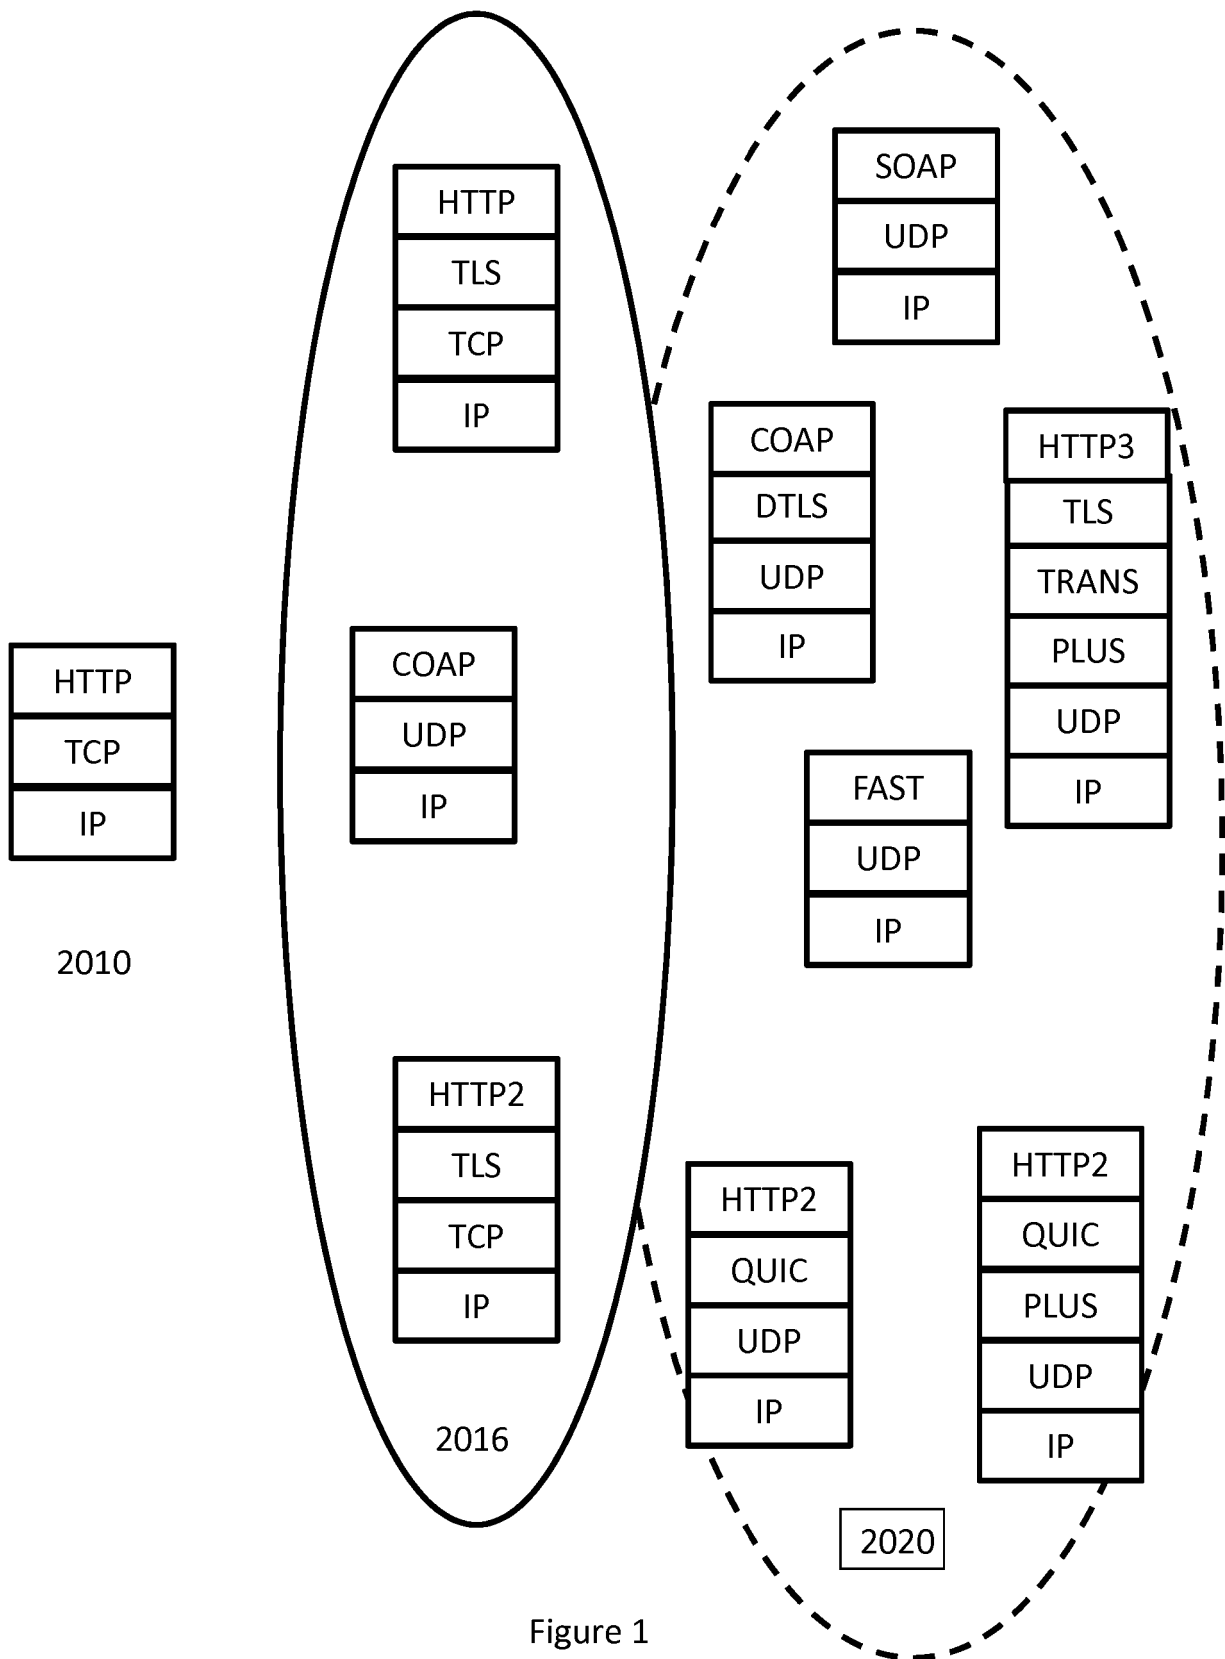 HTTP
TCP
IP
2010
HTTP
TLS
TCP
IP
COAP
UDP
IP
HTTP2
TLS
TCP
IP
2016
SOAP
UDP
IP
COAP
DTLS
UDP
IP
HTTP3
TLS
TRANS
PLUS
UDP
IP
FAST
UDP
IP
HTTP2
QUIC
UDP
IP
HTTP2
QUIC
PLUS
UDP
IP
2020
Figure 1